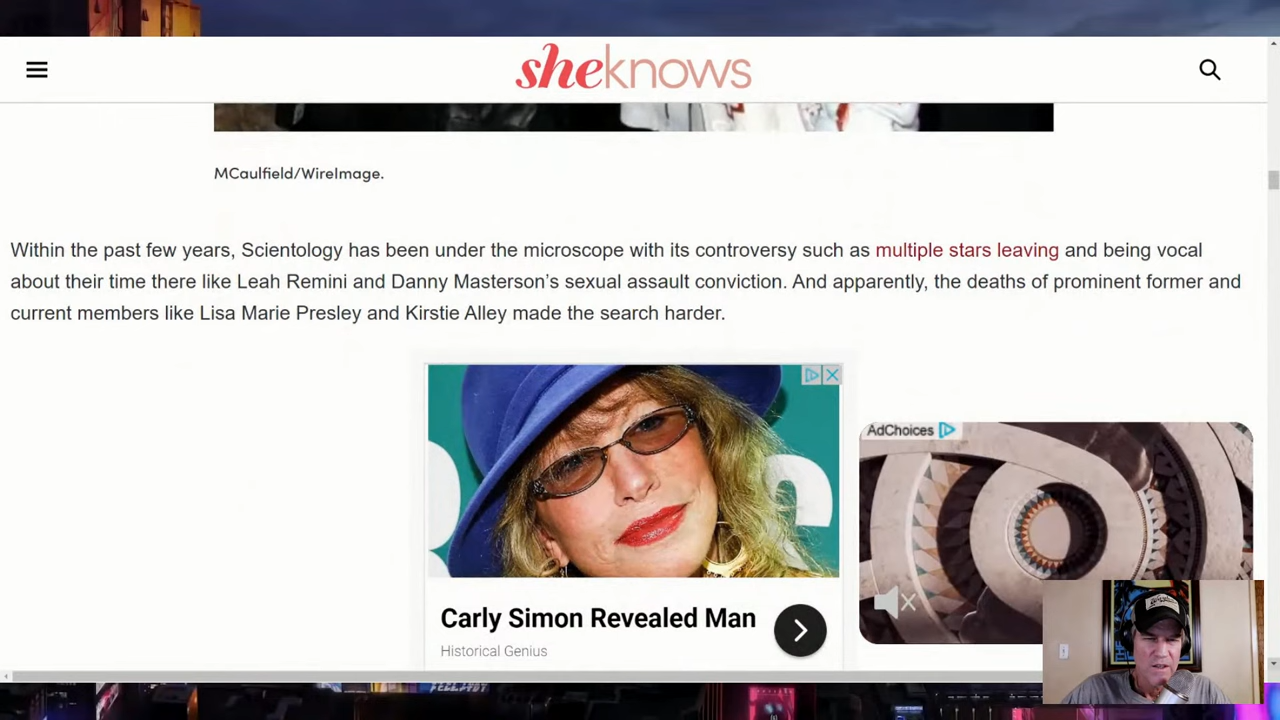 sheknows
MCaulfield/WireImage.
Within the past few years, Scientology has been under the microscope with its controversy such as multiple stars leaving and being vocal
about their time there like Leah Remini and Danny Masterson’s sexual assault conviction. And apparently, the deaths of prominent former and
current members like Lisa Marie Presley and Kirstie Alley made the search harder.
AdChoices
Carly Simon Revealed Man
Historical Genius